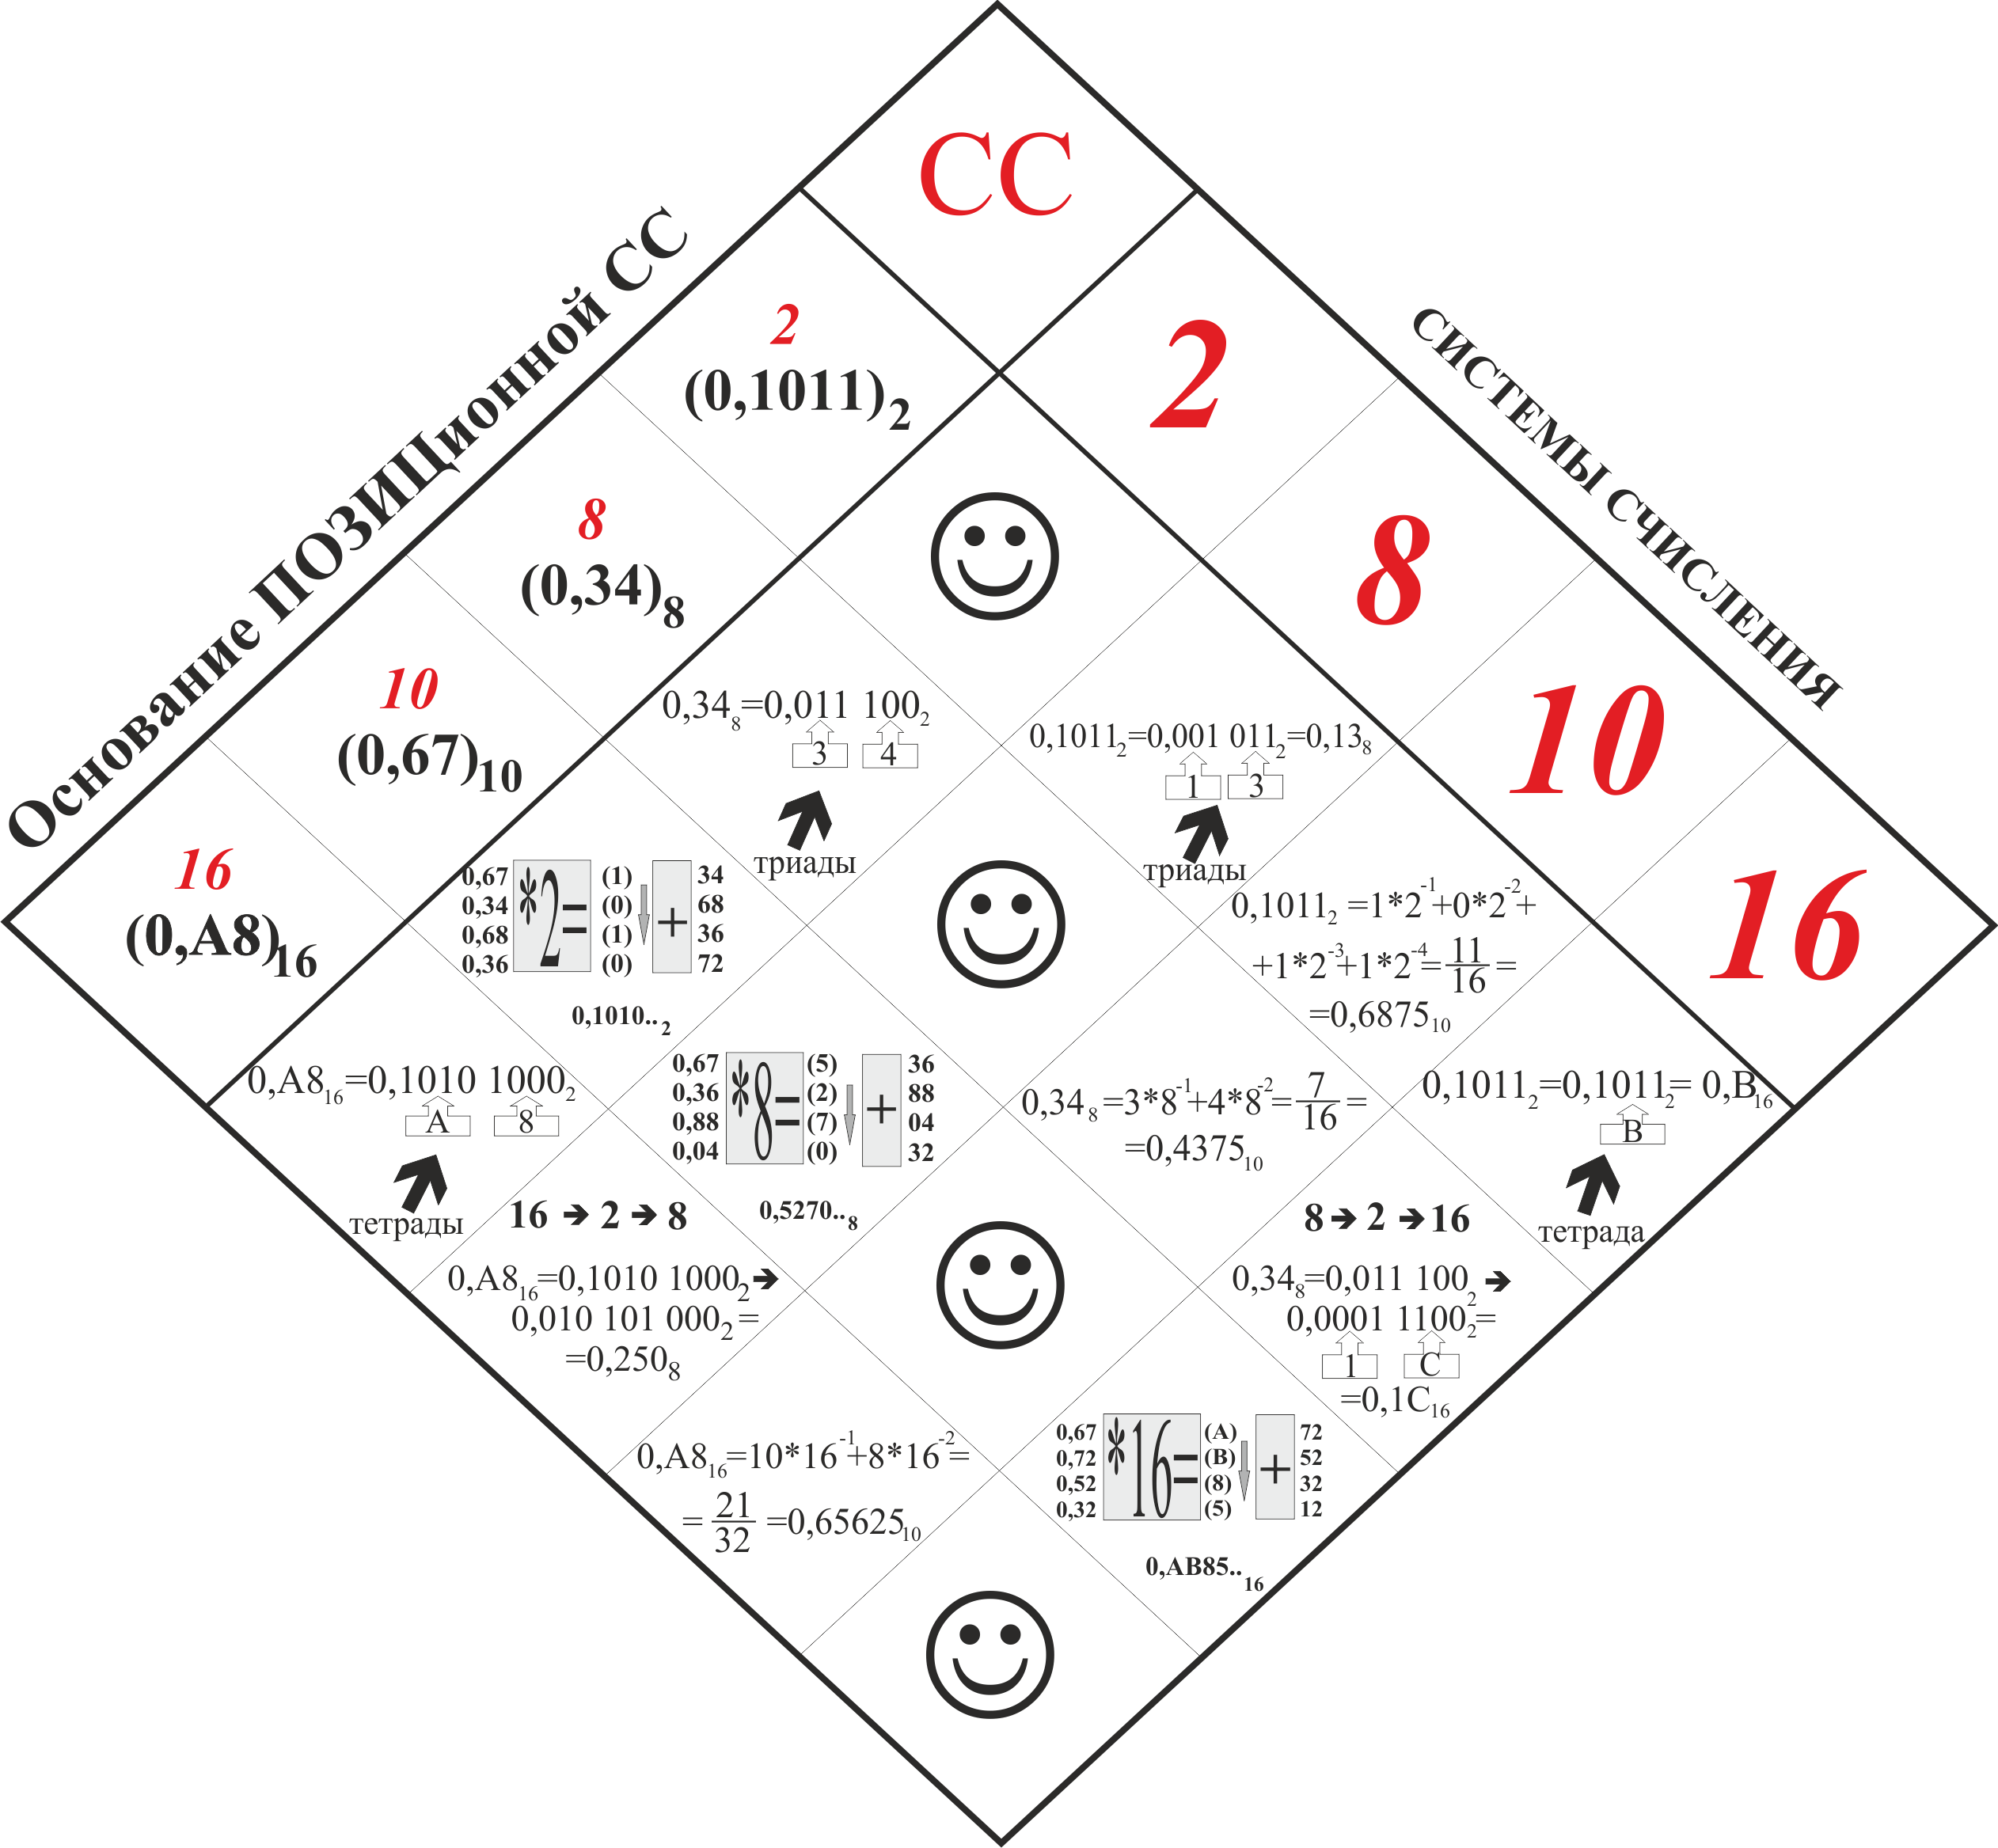 СС
Основание ПОЗИЦионной СС
СИСТЕМЫ СЧИСЛЕНИЯ
2
(0,1011)₂
2
8
(0,34)₈
8
10
(0,67)₁₀
10
16
(0,А8)₁₆
16
0,34₈=0,011 100₂
3 4
триады
0,1011₂=0,001 011₂=0,13₈
1 3
триады
0,67 *2= (1) + 34
0,34 (0) 68
0,68 (1) 36
0,36 (0) 72
0,1010..₂
0,1011₂ =1*2⁻¹+0*2⁻²+
+1*2⁻³+1*2⁻⁴=11/16=
=0,6875₁₀
0,А8₁₆=0,1010 1000₂
А 8
тетрады
0,67 *8= (5) + 36
0,36 (2) 88
0,88 (7) 04
0,04 (0) 32
0,5270..₈
0,34₈ =3*8⁻¹+4*8⁻²=7/16=
=0,4375₁₀
0,1011₂=0,1011₂= 0,В₁₆
В
тетрада
16 ➔ 2 ➔ 8
0,А8₁₆=0,1010 1000₂➔
0,010 101 000₂=
=0,250₈
8 ➔ 2 ➔ 16
0,34₈=0,011 100₂ ➔
0,0001 1100₂²=
1 С
=0,1С₁₆
0,А8₁₆=10*16⁻¹+8*16⁻²=
= 21/32 =0,65625₁₀
0,67 *16= (А) + 72
0,72 (В) 52
0,52 (8) 32
0,32 (5) 12
0,АВ85..₁₆